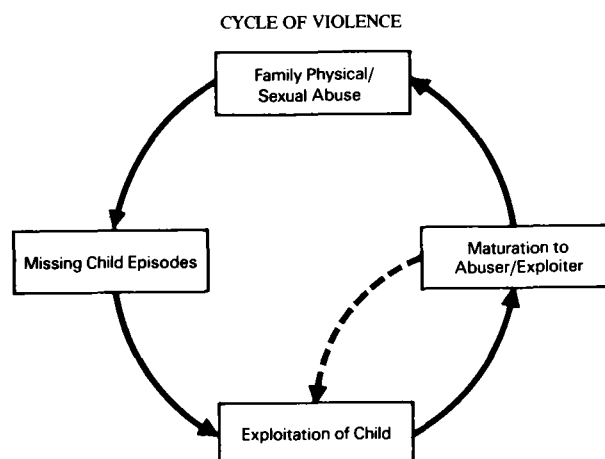 CYCLE OF VIOLENCE
Family Physical/
Sexual Abuse
Missing Child Episodes
Maturation to
Abuser/Exploiter
Exploitation of Child